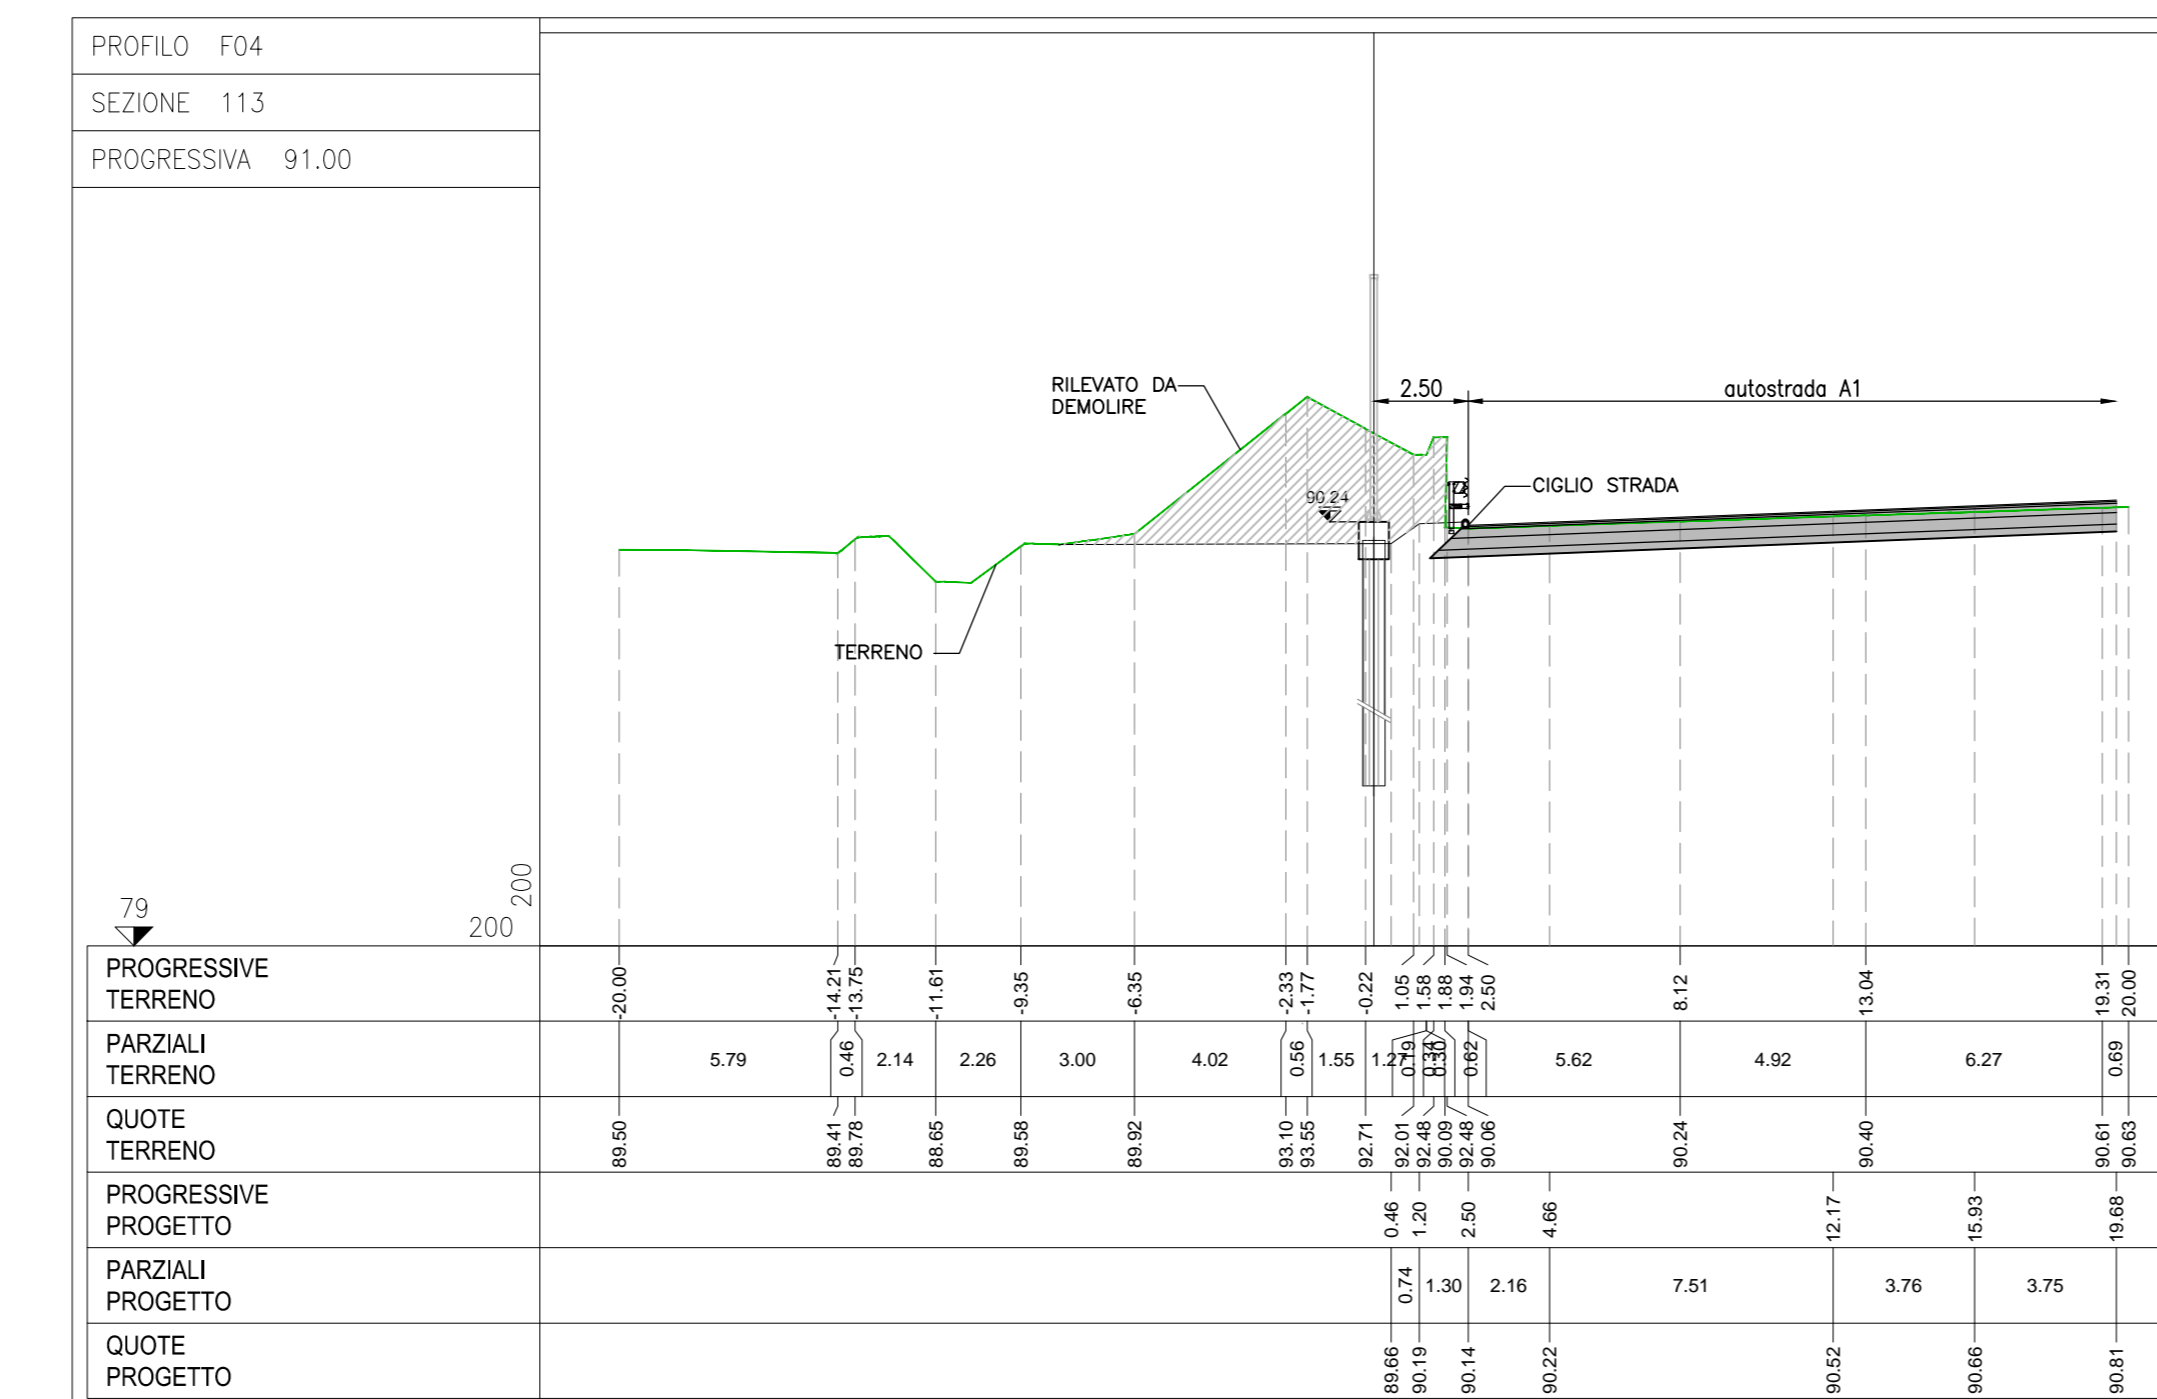 PROFILO F04
SEZIONE 113
PROGRESSIVA 91.00
RILEVATO DA
DEMOLIRE
2.50
autostrada A1
90.24
CIGLIO STRADA
TERRENO
79
200
200
PROGRESSIVE
TERRENO
-20.00 -14.21 -13.75 -11.61 -9.35 -6.35 -2.33 -1.77 -0.22 1.05 1.58 1.88 1.94 2.50 8.12 13.04 19.31 20.00
PARZIALI
TERRENO
5.79 0.46 2.14 2.26 3.00 4.02 0.56 1.55 1.27 0.19 0.34 0.30 0.62 5.62 4.92 6.27 0.69
QUOTE
TERRENO
89.50 89.41 89.78 88.65 89.58 89.92 93.10 93.55 92.71 92.01 92.48 90.09 92.48 90.06 90.24 90.40 90.61 90.63
PROGRESSIVE
PROGETTO
0.46 1.20 2.50 4.66 12.17 15.93 19.68
PARZIALI
PROGETTO
0.74 1.30 2.16 7.51 3.76 3.75
QUOTE
PROGETTO
89.66 90.19 90.14 90.22 90.52 90.66 90.81